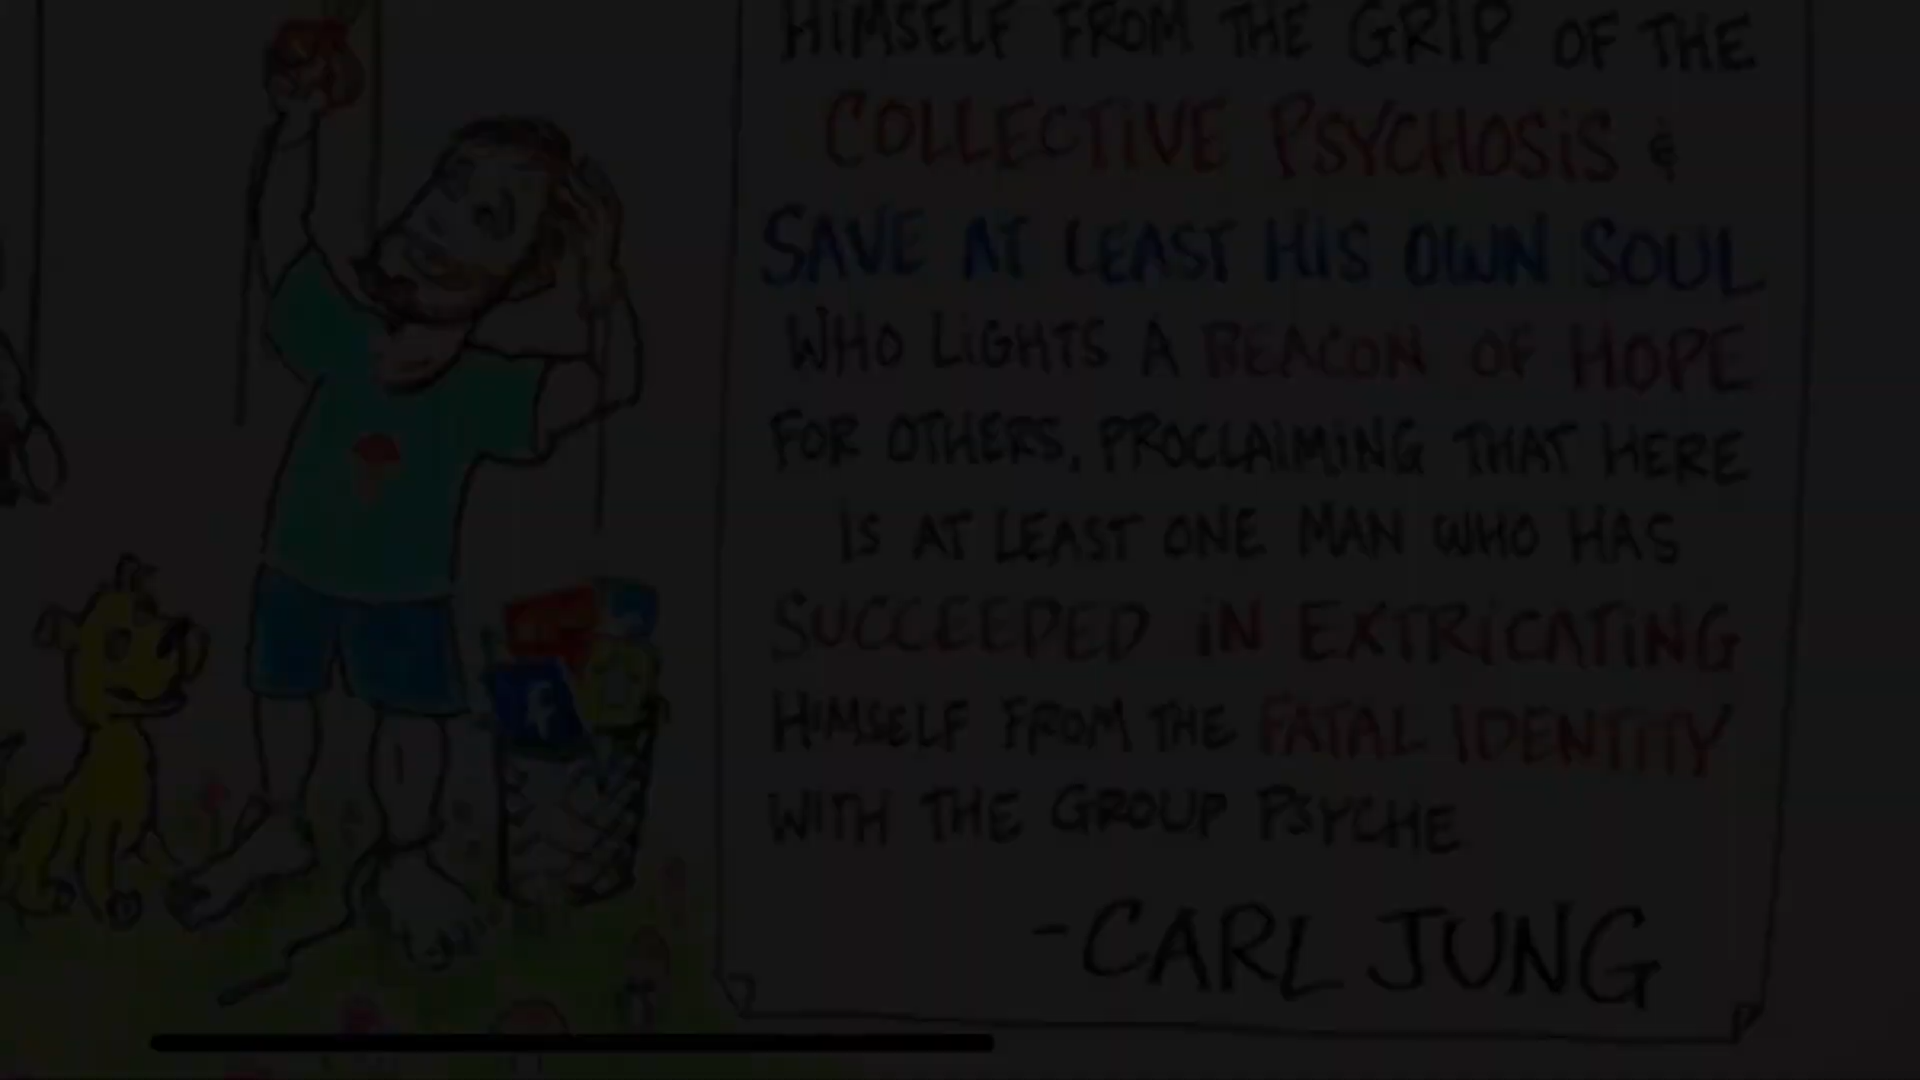 HIMSELF FROM THE GRIP OF THE
COLLECTIVE PSYCHOSIS &
SAVE AT LEAST HIS OWN SOUL
WHO LIGHTS A BEACON OF HOPE
FOR OTHERS, PROCLAIMING THAT HERE
IS AT LEAST ONE MAN WHO HAS
SUCCEEDED IN EXTRICATING
HIMSELF FROM THE FATAL IDENTITY
WITH THE GROUP PSYCHE
-CARL JUNG
f